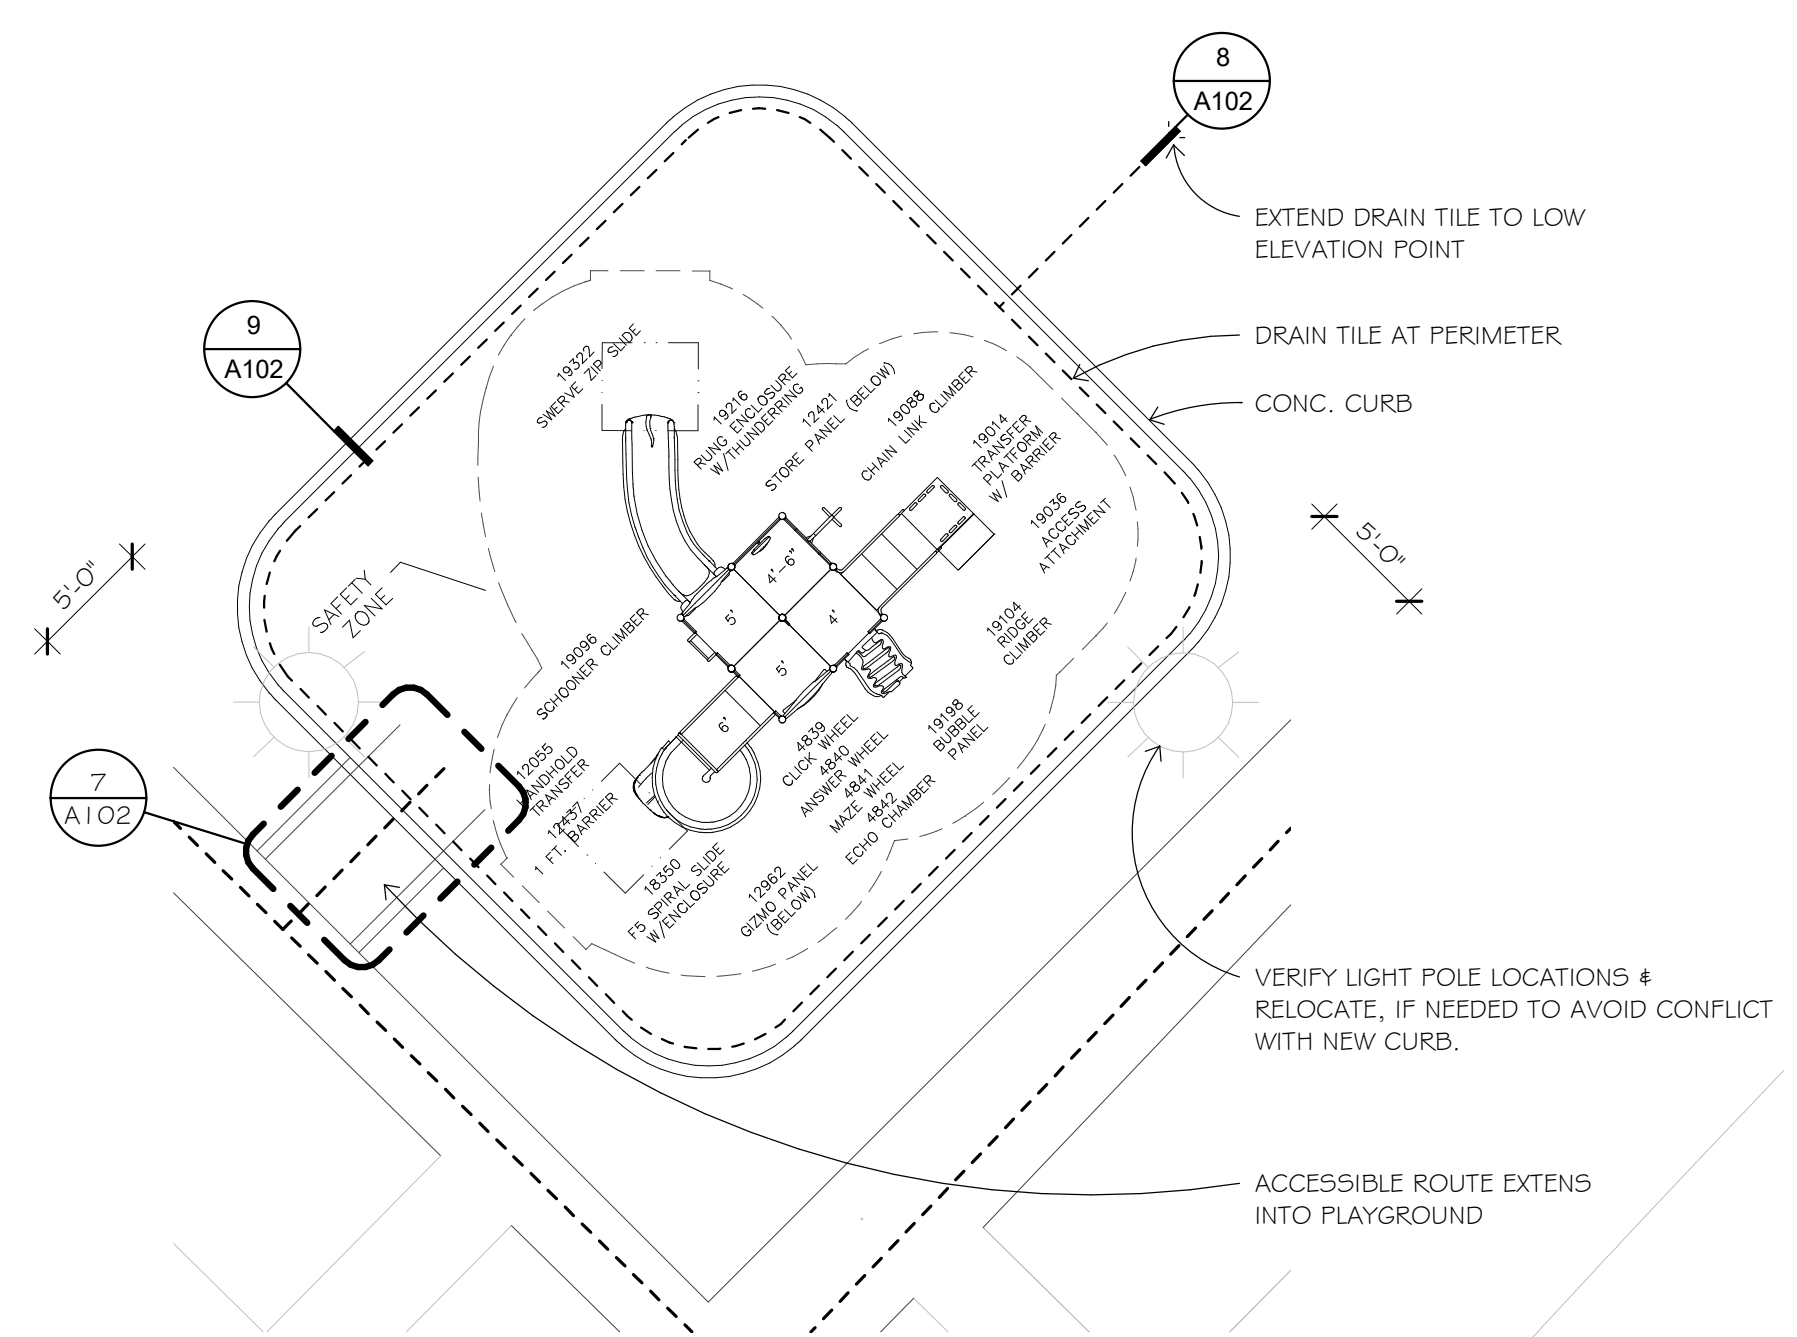 8
A102
EXTEND DRAIN TILE TO LOW
ELEVATION POINT
9
A102
DRAIN TILE AT PERIMETER
CONC. CURB
19322
SWERVE ZIP SLIDE
19216
RUNG ENCLOSURE
W/THUNDERRING
12421
STORE PANEL (BELOW)
19088
CHAIN LINK CLIMBER
19014
TRANSFER
PLATFORM
W/ BARRIER
19036
ACCESS
ATTACHMENT
5'-0"
5'-0"
SAFETY
ZONE
4'-6"
5'
4'
5'
6'
19096
SCHOONER CLIMBER
19104
RIDGE
CLIMBER
19198
BUBBLE
PANEL
12055
HANDHOLD
TRANSFER
12437
1 FT. BARRIER
4839
CLICK WHEEL
4840
ANSWER WHEEL
4841
MAZE WHEEL
4842
ECHO CHAMBER
7
A102
18350
F5 SPIRAL SLIDE
W/ENCLOSURE
12962
GIZMO PANEL
(BELOW)
VERIFY LIGHT POLE LOCATIONS &
RELOCATE, IF NEEDED TO AVOID CONFLICT
WITH NEW CURB.
ACCESSIBLE ROUTE EXTENS
INTO PLAYGROUND